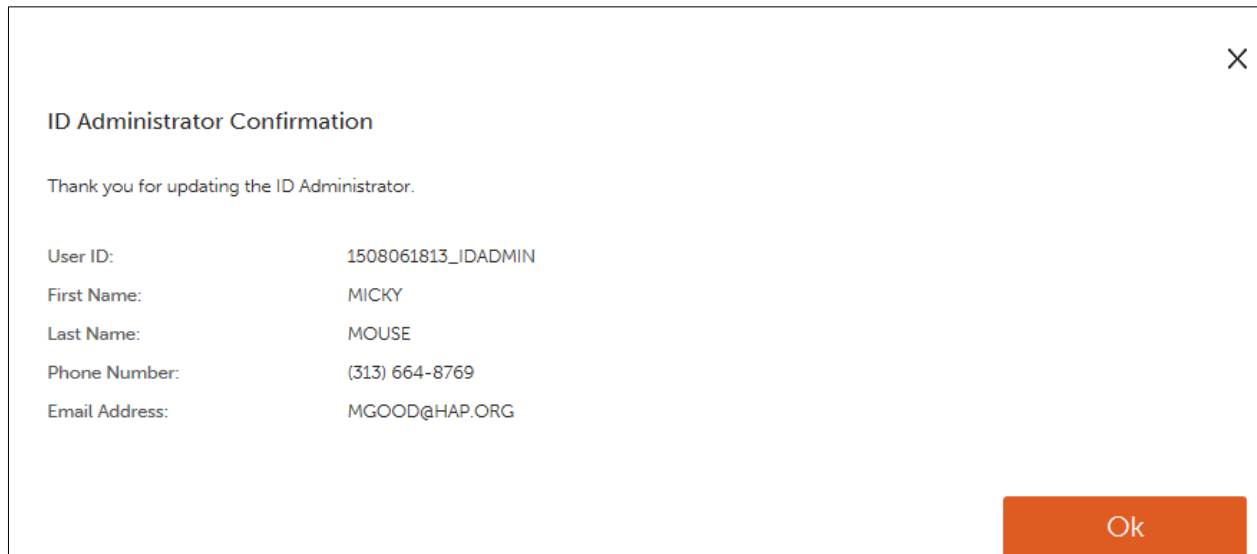 ID Administrator Confirmation
Thank you for updating the ID Administrator.
User ID: 1508061813_IDADMIN
First Name: MICKY
Last Name: MOUSE
Phone Number: (313) 664-8769
Email Address: MGOOD@HAP.ORG
Ok